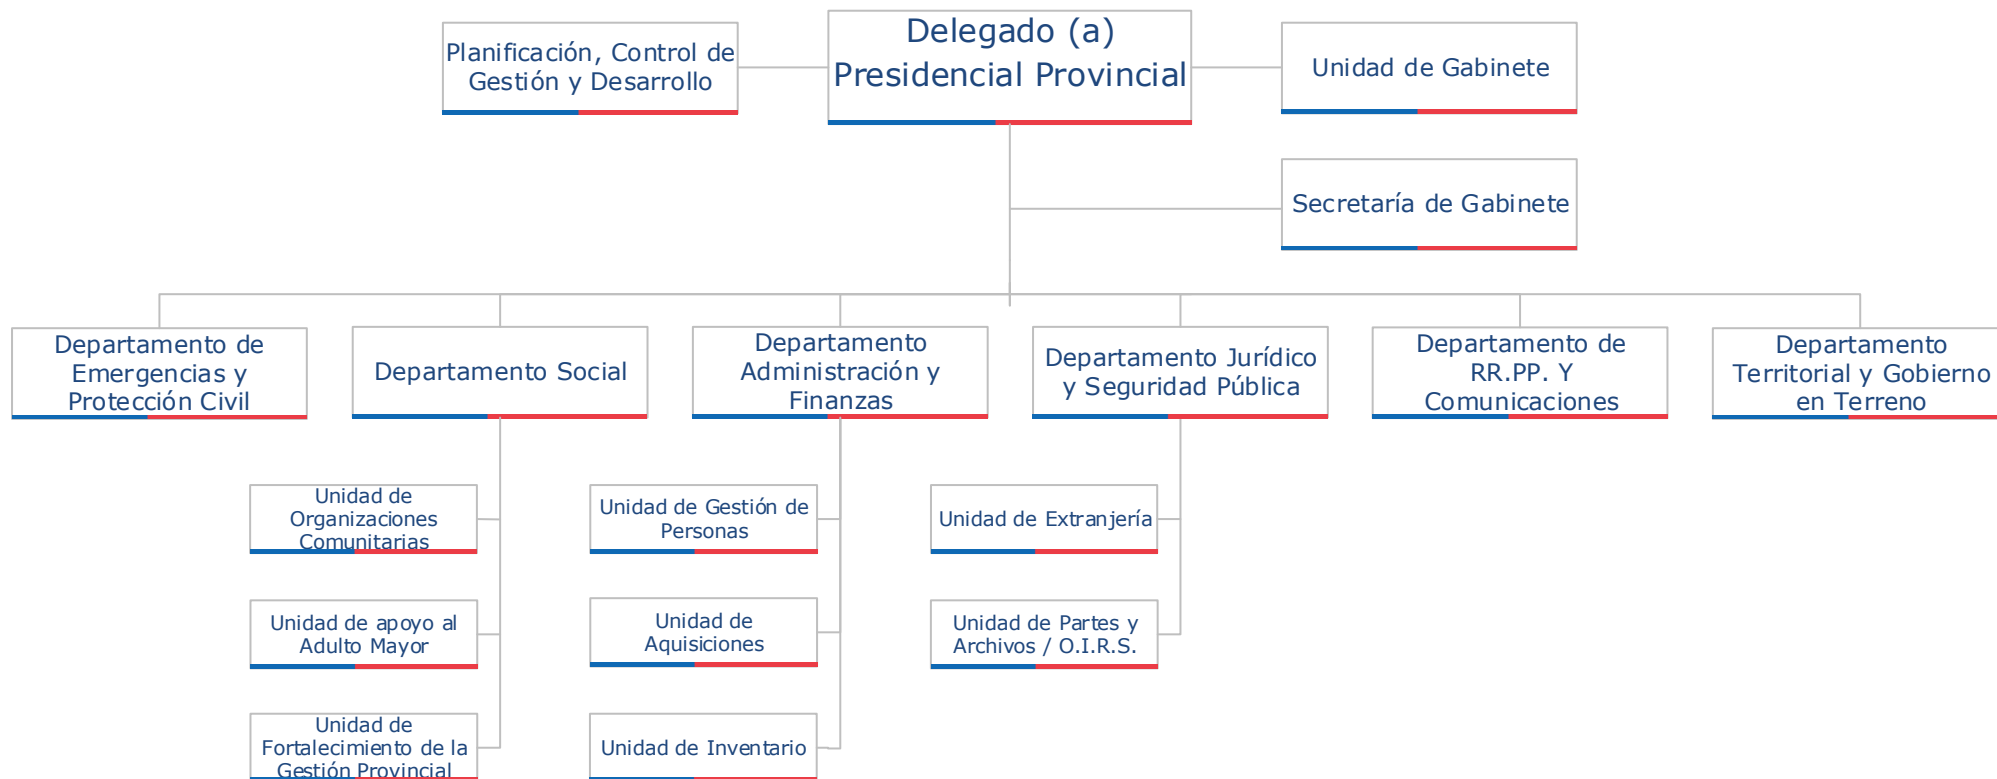 Planificación, Control de
Gestión y Desarrollo
Delegado (a)
Presidencial Provincial
Unidad de Gabinete
Secretaría de Gabinete
Departamento de
Emergencias y
Protección Civil
Departamento Social
Departamento
Administración y
Finanzas
Departamento Jurídico
y Seguridad Pública
Departamento de
RR.PP. Y
Comunicaciones
Departamento
Territorial y Gobierno
en Terreno
Unidad de
Organizaciones
Comunitarias
Unidad de Gestión de
Personas
Unidad de Extranjería
Unidad de apoyo al
Adulto Mayor
Unidad de
Aquisiciones
Unidad de Partes y
Archivos / O.I.R.S.
Unidad de
Fortalecimiento de la
Gestión Provincial
Unidad de Inventario